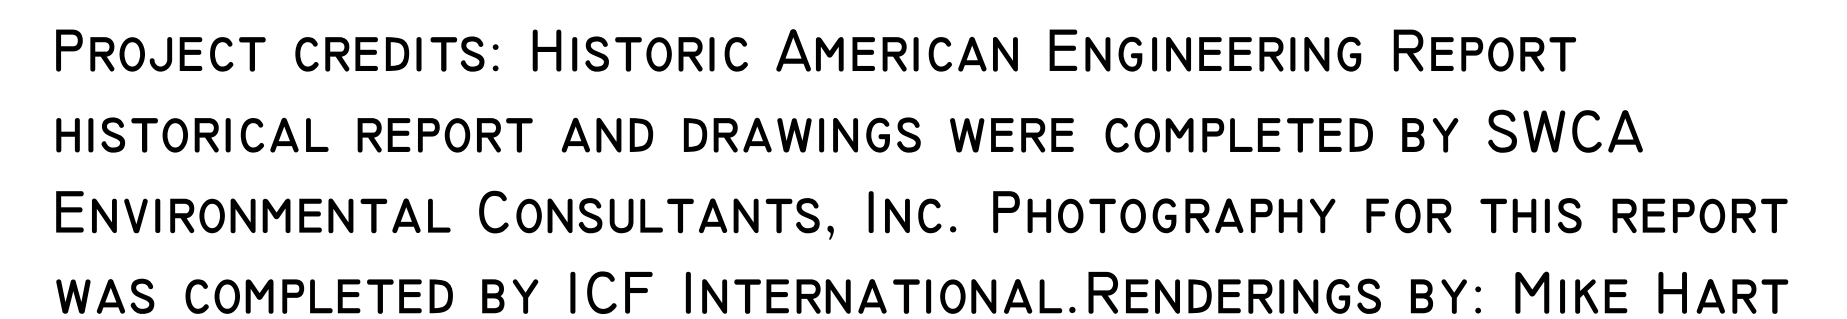 Project credits: Historic American Engineering Report
historical report and drawings were completed by SWCA
Environmental Consultants, Inc. Photography for this report
was completed by ICF International.Renderings by: Mike Hart